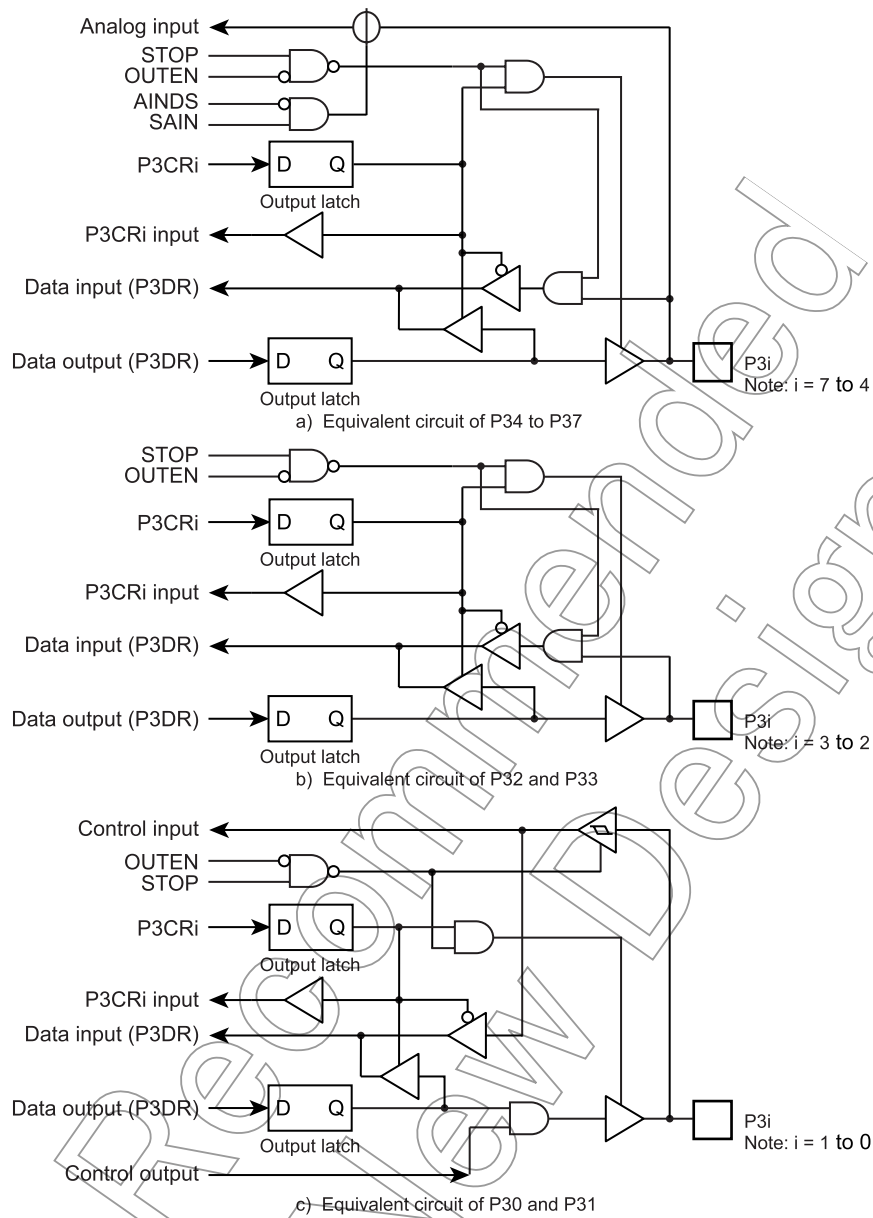 Analog input
STOP
OUTEN
AINDS
SAIN
P3CRi
D Q
Output latch
P3CRi input
Data input (P3DR)
Data output (P3DR)
D Q
Output latch
P3i
Note: i = 7 to 4
a) Equivalent circuit of P34 to P37
STOP
OUTEN
P3CRi
D Q
Output latch
P3CRi input
Data input (P3DR)
Data output (P3DR)
D Q
Output latch
P3i
Note: i = 3 to 2
b) Equivalent circuit of P32 and P33
Control input
OUTEN
STOP
P3CRi
D Q
Output latch
P3CRi input
Data input (P3DR)
Data output (P3DR)
D Q
Output latch
P3i
Note: i = 1 to 0
Control output
c) Equivalent circuit of P30 and P31
Recommended
New Design